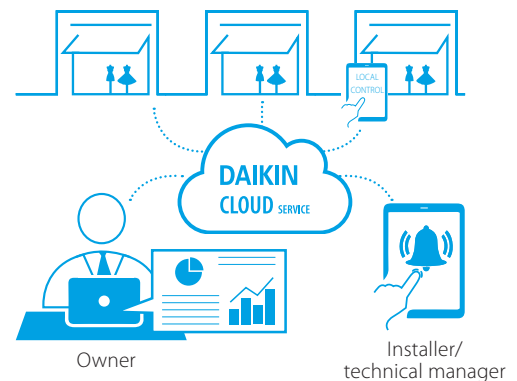 LOCAL
CONTROL
DAIKIN
CLOUD SERVICE
Owner
Installer/
technical manager